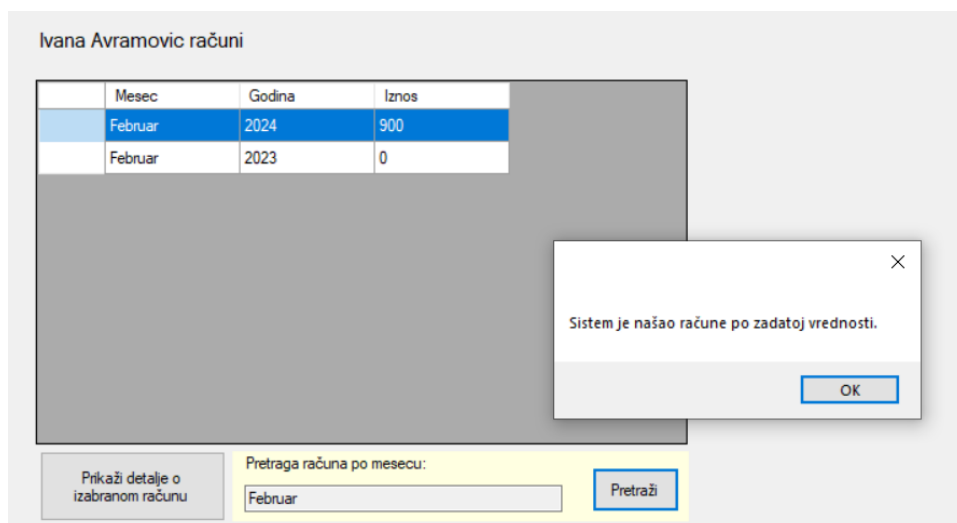 Ivana Avramovic računi
Mesec Godina Iznos
Februar 2024 900
Februar 2023 0
Sistem je našao račune po zadatoj vrednosti.
OK
Prikaži detalje o
izabranom računu
Pretraga računa po mesecu:
Februar
Pretraži